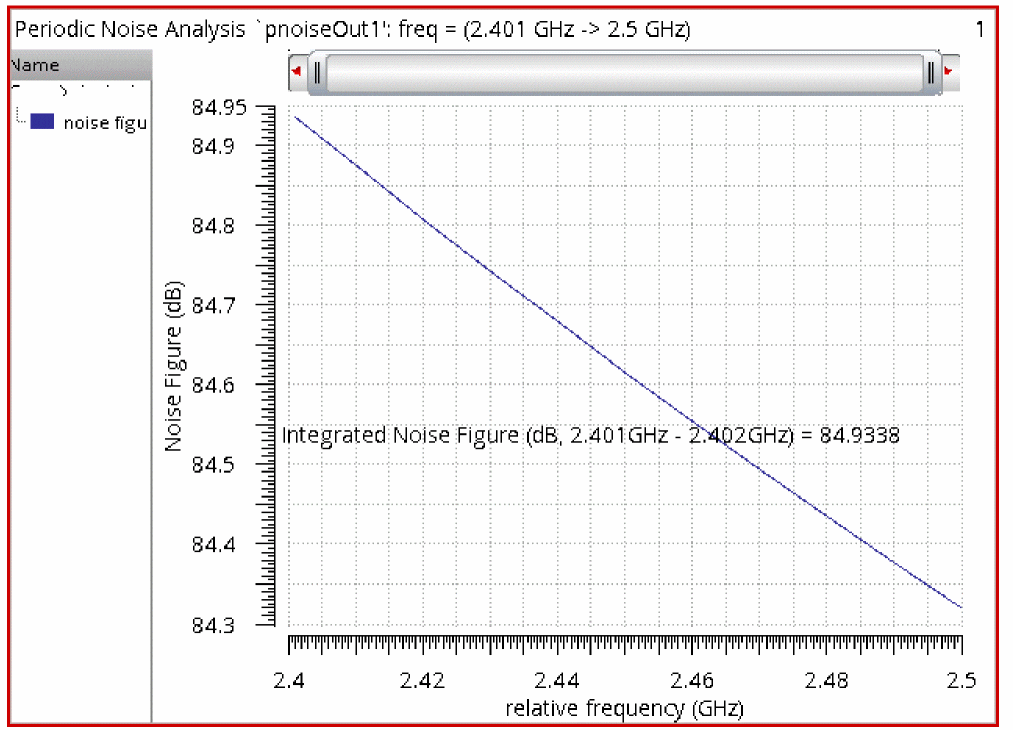 Periodic Noise Analysis `pnoiseOut1': freq = (2.401 GHz -> 2.5 GHz)
1
Name
noise figu
84.95
84.9
84.8
84.7
84.6
84.5
84.4
84.3
Noise Figure (dB)
Integrated Noise Figure (dB, 2.401GHz - 2.402GHz) = 84.9338
2.4 2.42 2.44 2.46 2.48 2.5
relative frequency (GHz)